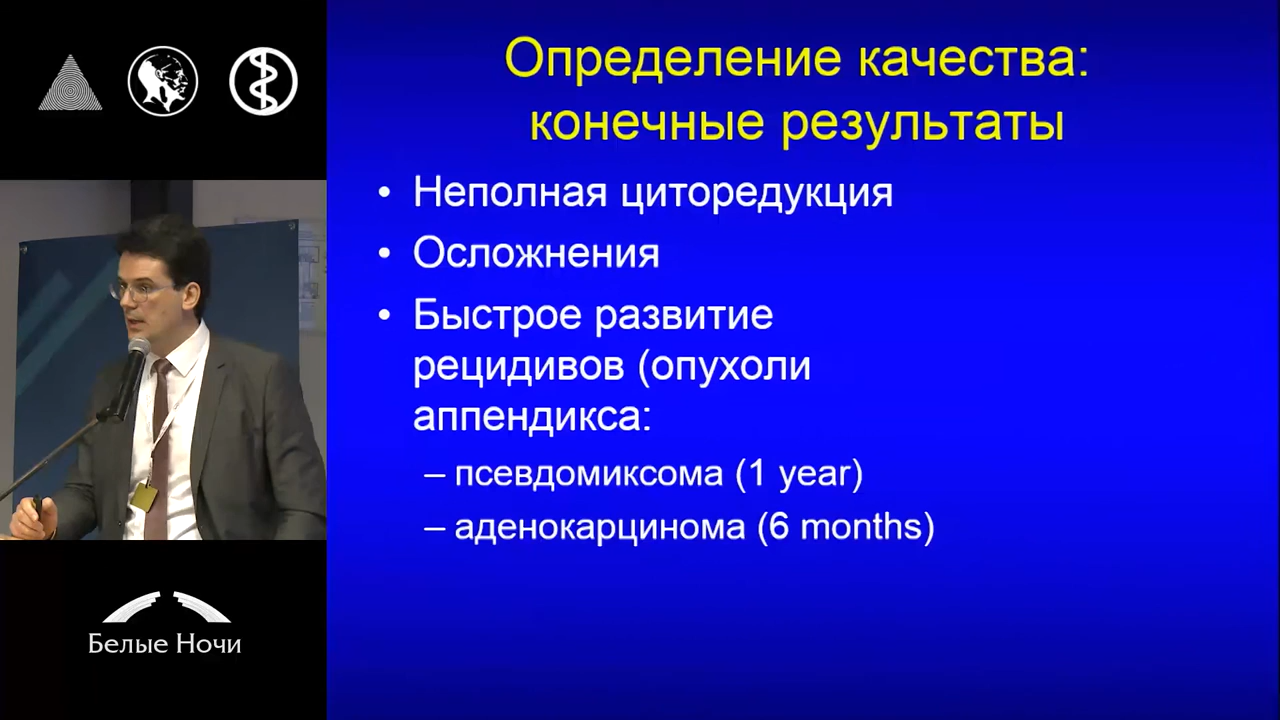 Определение качества:
конечные результаты
• Неполная циторедукция
• Осложнения
• Быстрое развитие
рецидивов (опухоли
аппендикса:
– псевдомиксома (1 year)
– аденокарцинома (6 months)
Белые Ночи